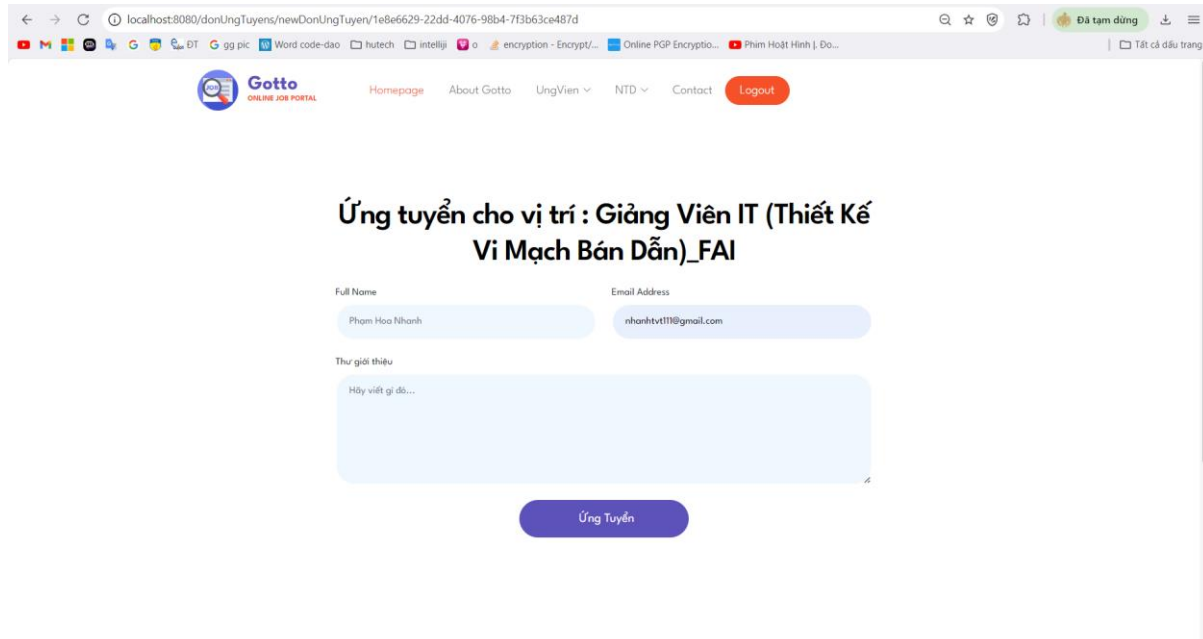 localhost:8080/donUngTuyens/newDonUngTuyen/1e8e6629-22dd-4076-98b4-7f3b63ce487d
Đã tạm dừng
ĐT
gg pic
Word code-dao
hutech
intelliji
o
encryption - Encrypt/...
Online PGP Encryptio...
Phim Hoạt Hình |. Đo...
Tất cả dấu trang
JOB
Gotto
ONLINE JOB PORTAL
Homepage
About Gotto
UngVien
NTD
Contact
Logout
Ứng tuyển cho vị trí : Giảng Viên IT (Thiết Kế
Vi Mạch Bán Dẫn)_FAI
Full Name
Email Address
Phạm Hoa Nhanh
nhanhtvt111@gmail.com
Thư giới thiệu
Hãy viết gì đó...
Ứng Tuyển